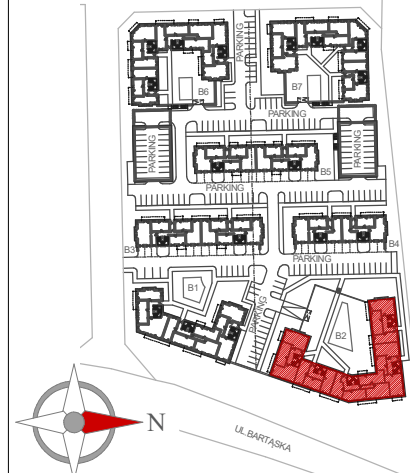 PARKING
B6
B7
PARKING
PARKING
PARKING
B5
PARKING
B3
B4
PARKING
B1
PARKING
B2
N
UL.BARTĄSKA